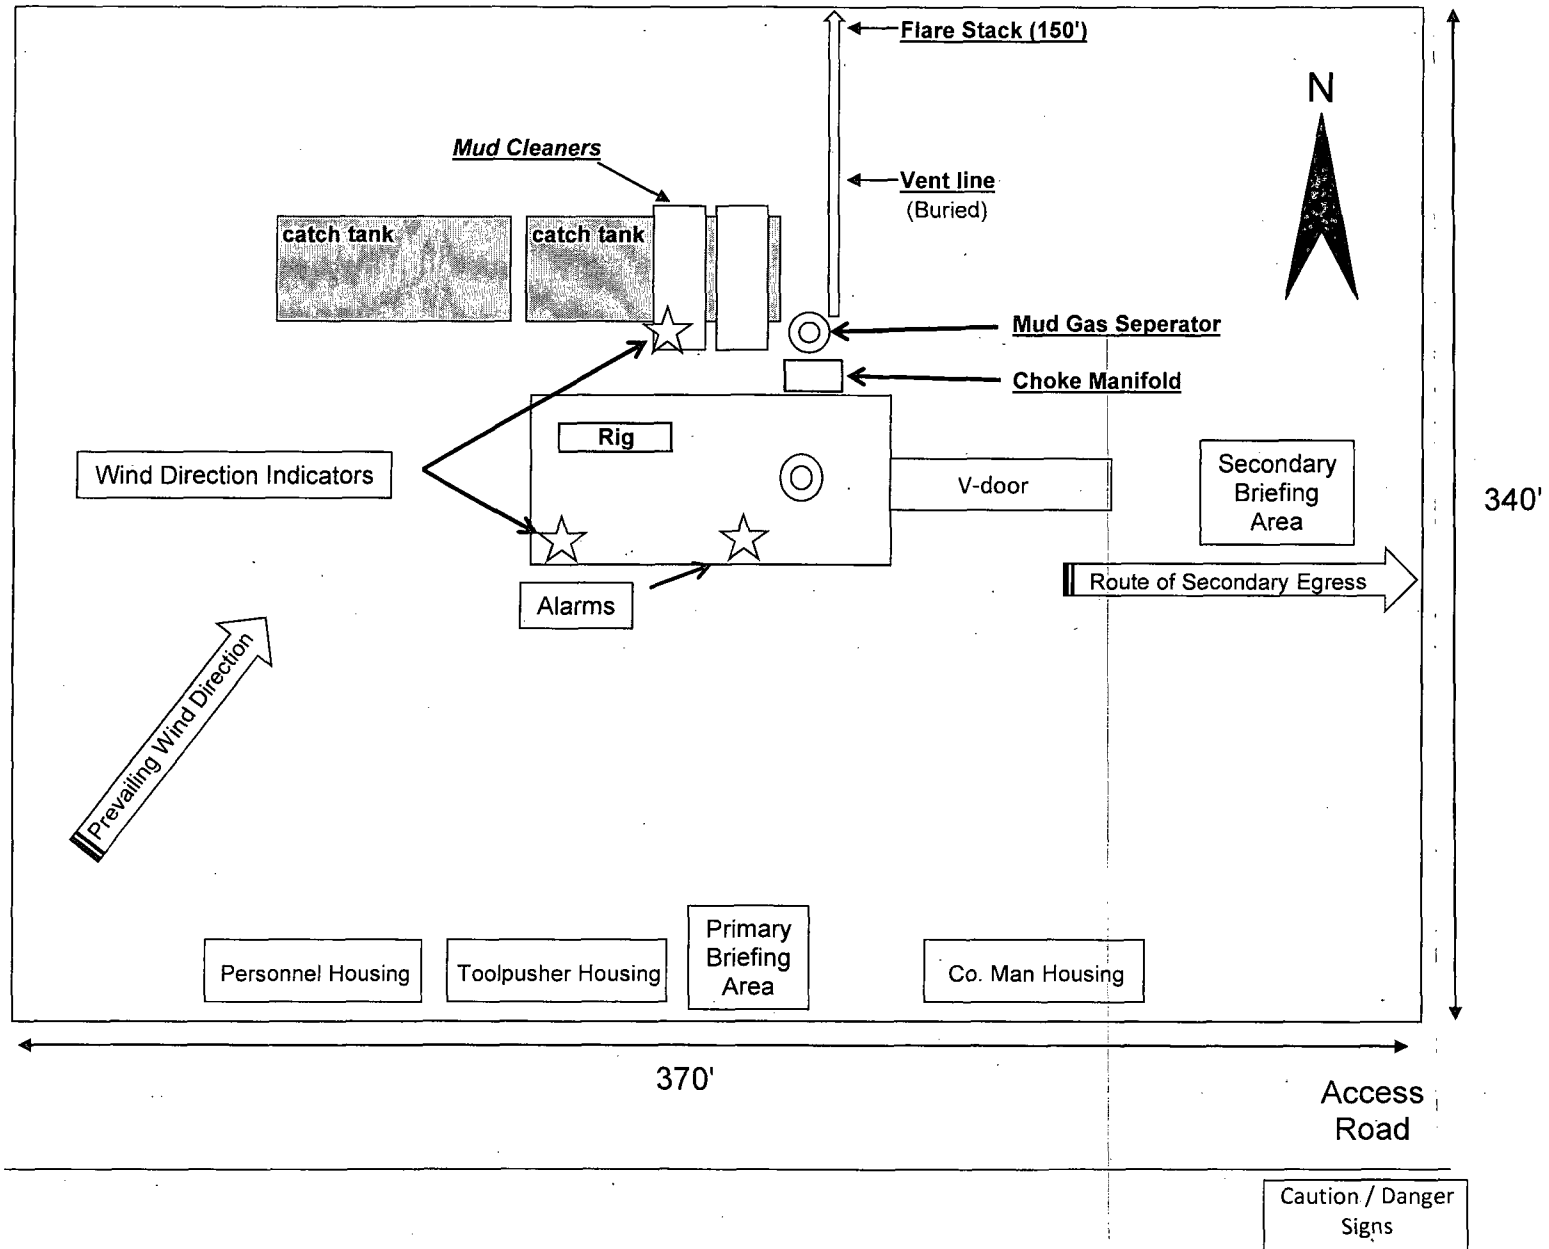 Flare Stack (150')
N
Mud Cleaners
Vent line
(Buried)
catch tank
catch tank
Mud Gas Seperator
Choke Manifold
Rig
Wind Direction Indicators
V-door
Secondary
Briefing
Area
340'
Route of Secondary Egress
Alarms
Prevailing Wind Direction
Primary
Briefing
Area
Personnel Housing
Toolpusher Housing
Co. Man Housing
370'
Access
Road
Caution / Danger
Signs